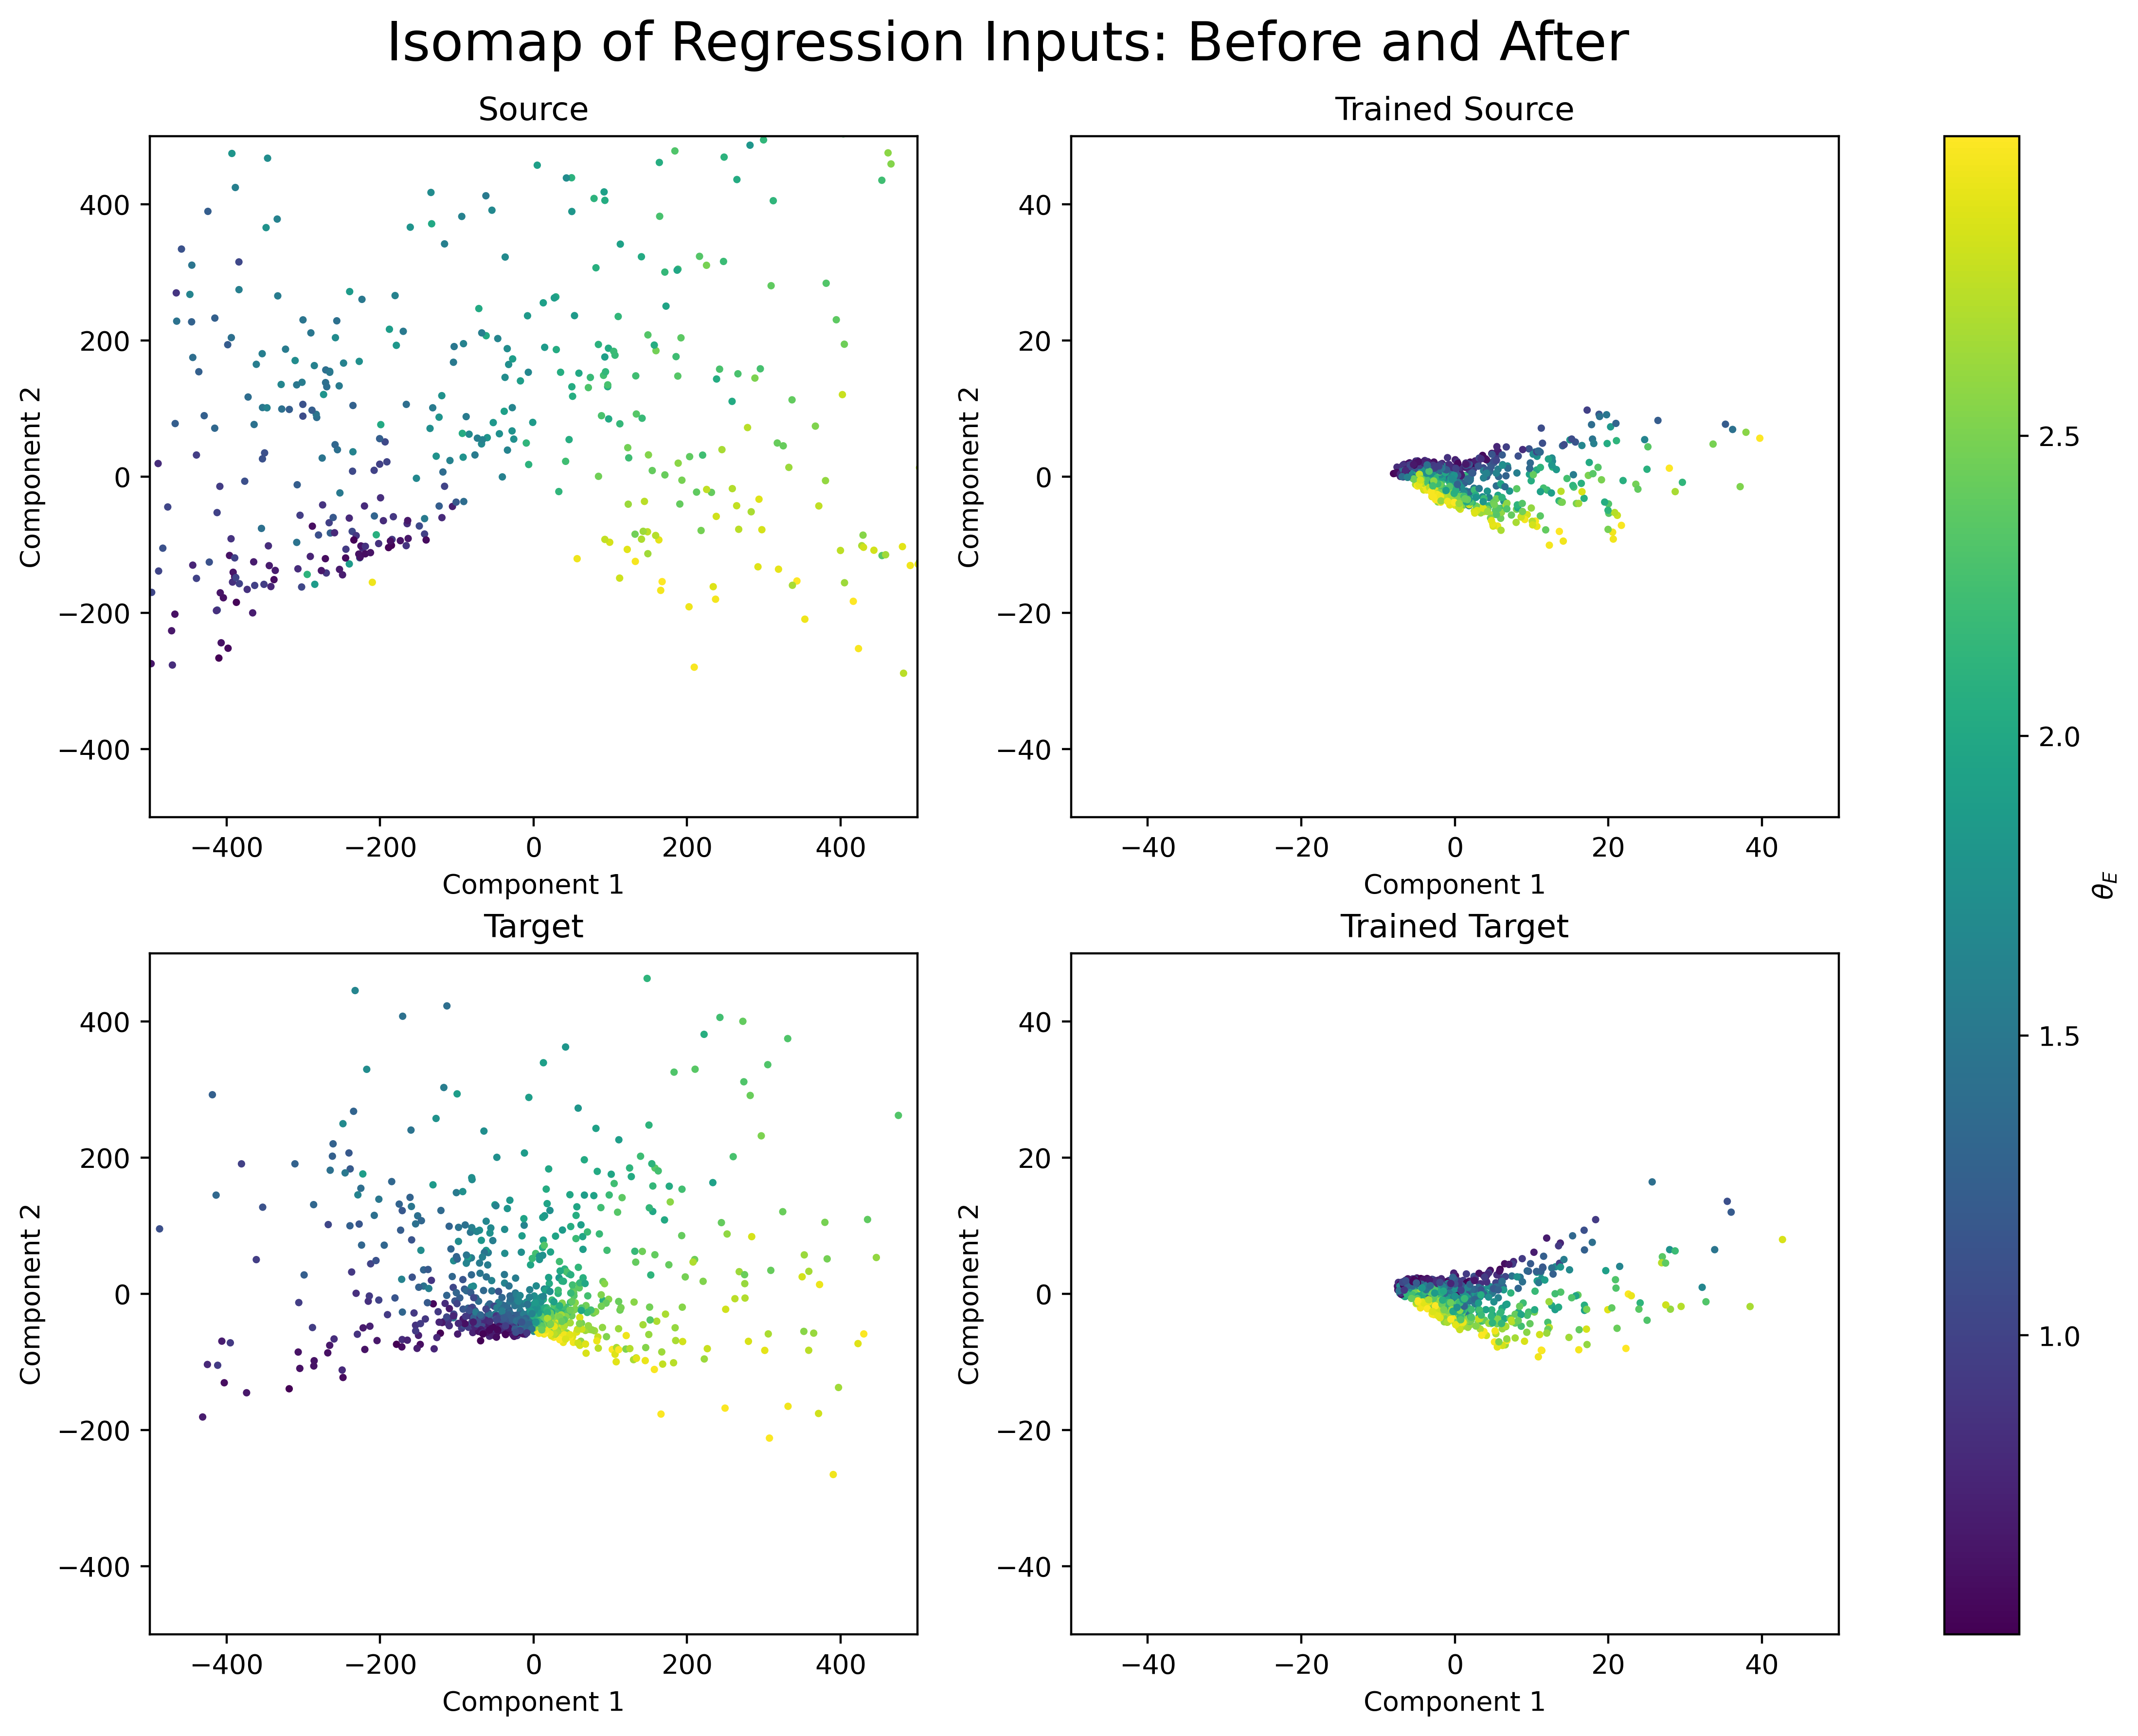 Isomap of Regression Inputs: Before and After
Source
Trained Source
400
200
0
−200
−400
Component 2
−400 −200 0 200 400
Component 1
40
20
0
−20
−40
Component 2
−40 −20 0 20 40
Component 1
Target
Trained Target
400
200
0
−200
−400
Component 2
−400 −200 0 200 400
Component 1
40
20
0
−20
−40
Component 2
−40 −20 0 20 40
Component 1
2.5
2.0
1.5
1.0
θ_E